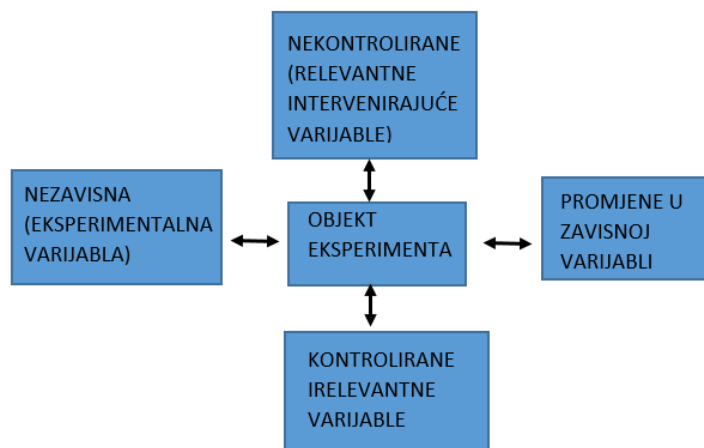 NEKONTROLIRANE
(RELEVANTNE
INTERVENIRAJUĆE
VARIJABLE)
NEZAVISNA
(EKSPERIMENTALNA
VARIJABLA)
OBJEKT
EKSPERIMENTA
PROMJENE U
ZAVISNOJ
VARIJABLI
KONTROLIRANE
IRELEVANTNE
VARIJABLE